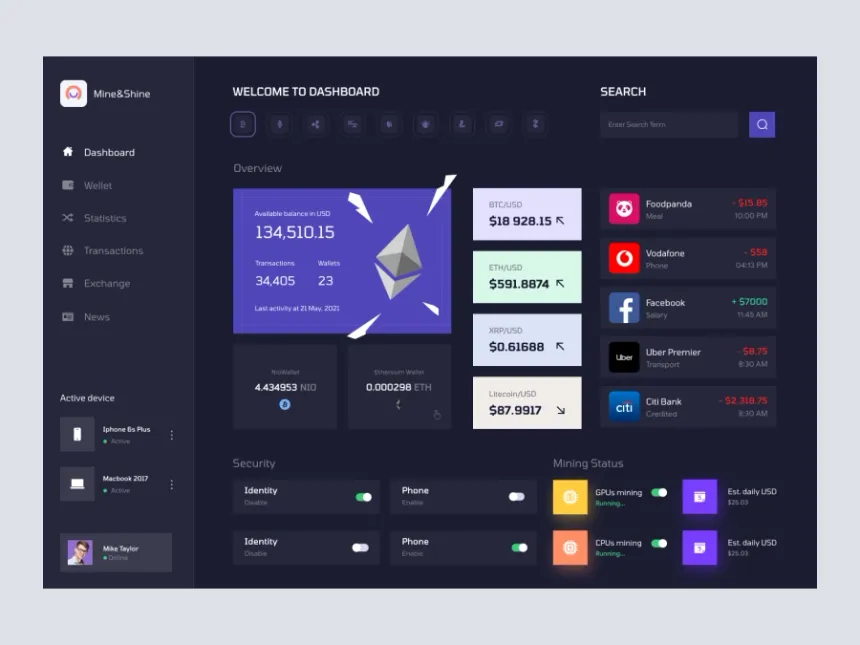 Mine&Shine
Dashboard
Wellet
Statistics
Transactions
Exchange
News
Active device
Iphone 6s Plus
Active
Macbook 2017
Active
Mike Taylor
Online
WELCOME TO DASHBOARD
SEARCH
Enter Search Term
Overview
Available balance in USD
134,510.15
Transactions Wallets
34,405 23
Last activity at 21 May, 2021
NioWallet
4.434953 NIO
Etherium Wallet
0.000298 ETH
BTC/USD
$18 928.15
ETH/USD
$591.8874
XRP/USD
$0.61688
Litecoin/USD
$87.9917
Foodpanda - $15.85
Meal 10:00 PM
Vodafone - $58
Phone 04:13 PM
Facebook + $7000
Salary 11:45 AM
Uber
Uber Premier - $8.75
Transport 8:30 AM
citi
Citi Bank - $2,318.75
Credited 8:30 AM
Security
Identity
Disable
Phone
Enable
Identity
Disable
Phone
Enable
Mining Status
GPUs mining
Running...
Est. daily USD
CPUs mining
Running...
Est. daily USD